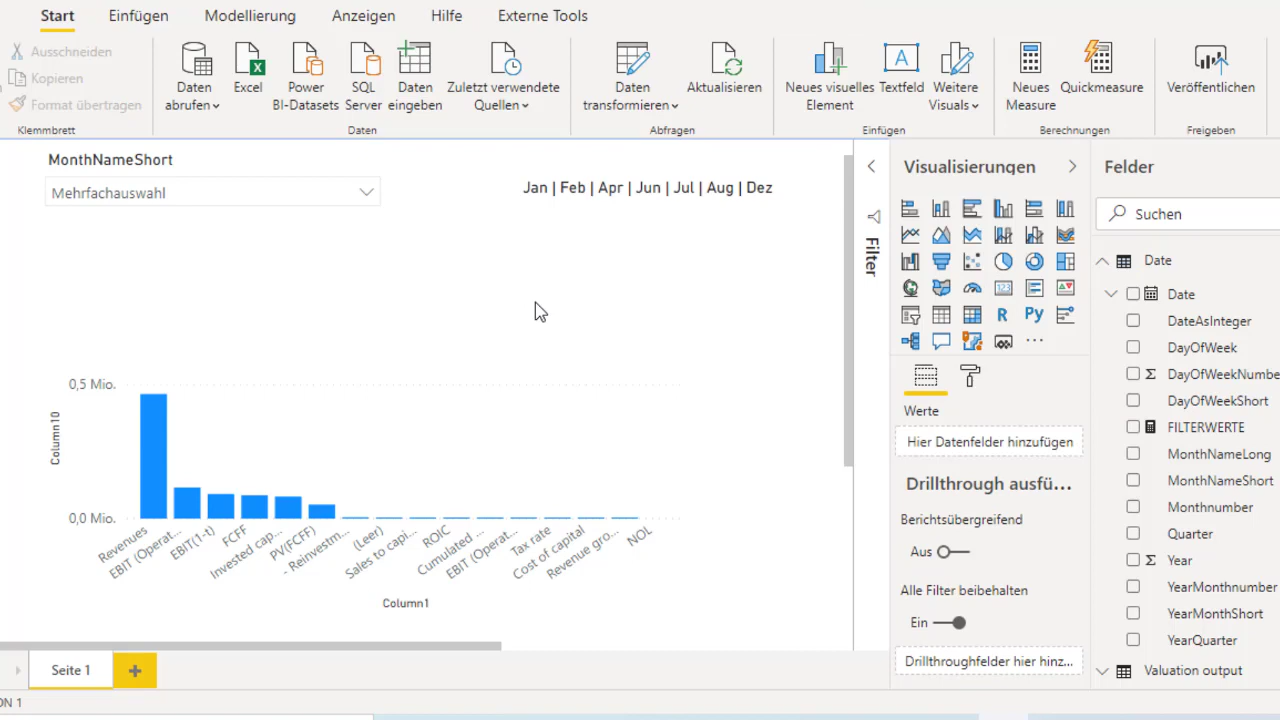 Start Einfügen Modellierung Anzeigen Hilfe Externe Tools
Ausschneiden
Kopieren
Format übertragen
Klemmbrett
Daten abrufen
Excel
Power BI-Datasets
SQL Server
Daten eingeben
Zuletzt verwendete Quellen
Daten
Daten transformieren
Aktualisieren
Abfragen
Neues visuelles Element
Textfeld
Weitere Visuals
Einfügen
Neues Measure
Quickmeasure
Berechnungen
Veröffentlichen
Freigeben
MonthNameShort
Mehrfachauswahl
Jan | Feb | Apr | Jun | Jul | Aug | Dez
0,5 Mio.
0,0 Mio.
Column10
Revenues
EBIT (Operat...
EBIT(1-t)
FCFF
Invested cap...
PV(FCFF)
- Reinvestm...
(Leer)
Sales to capi...
ROIC
Cumulated ...
EBIT (Operat...
Tax rate
Cost of capital
Revenue gro...
NOL
Column1
Filter
Visualisierungen
R
Py
123
A
Werte
Hier Datenfelder hinzufügen
Drillthrough ausfü...
Berichtsübergreifend
Aus
Alle Filter beibehalten
Ein
Drillthroughfelder hier hinz...
Felder
Suchen
Date
Date
DateAsInteger
DayOfWeek
Σ DayOfWeekNumbe
DayOfWeekShort
FILTERWERTE
MonthNameLong
MonthNameShort
Monthnumber
Quarter
Σ Year
YearMonthnumber
YearMonthShort
YearQuarter
Valuation output
Seite 1
ON 1